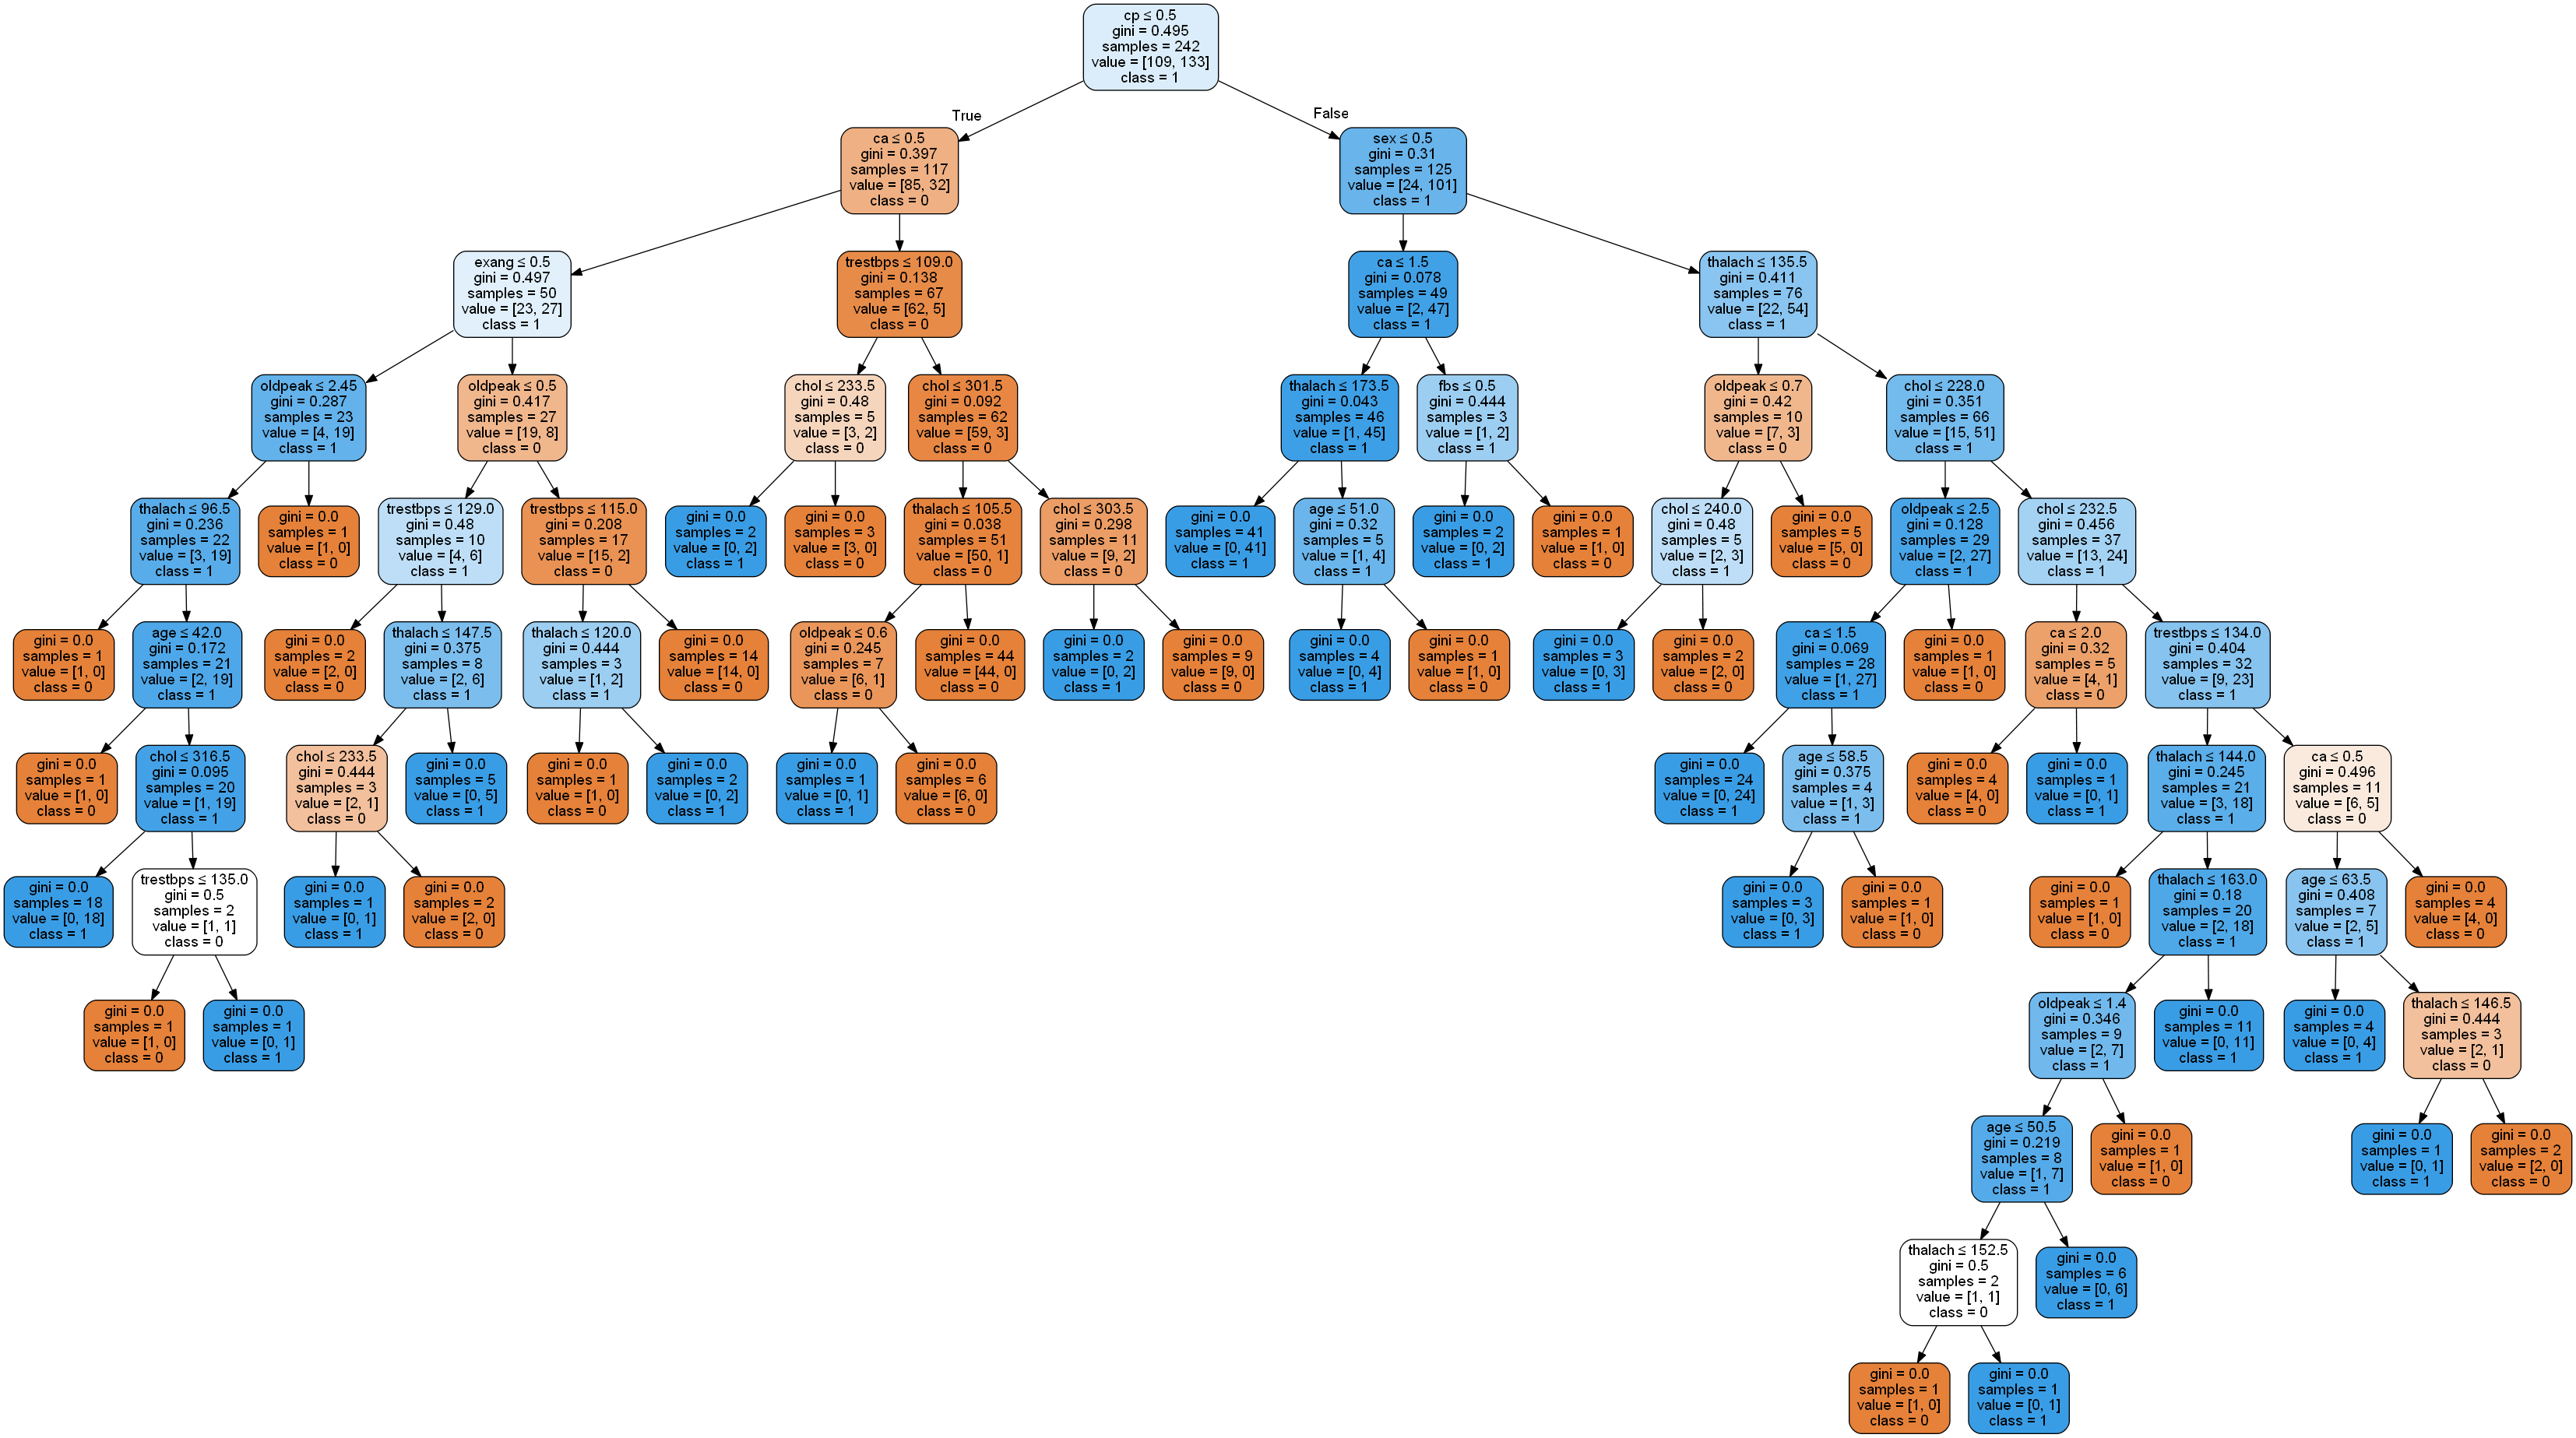 cp ≤ 0.5
gini = 0.495
samples = 242
value = [109, 133]
class = 1
True
False
ca ≤ 0.5
gini = 0.397
samples = 117
value = [85, 32]
class = 0
sex ≤ 0.5
gini = 0.31
samples = 125
value = [24, 101]
class = 1
exang ≤ 0.5
gini = 0.497
samples = 50
value = [23, 27]
class = 1
trestbps ≤ 109.0
gini = 0.138
samples = 67
value = [62, 5]
class = 0
ca ≤ 1.5
gini = 0.078
samples = 49
value = [2, 47]
class = 1
thalach ≤ 135.5
gini = 0.411
samples = 76
value = [22, 54]
class = 1
oldpeak ≤ 2.45
gini = 0.287
samples = 23
value = [4, 19]
class = 1
oldpeak ≤ 0.5
gini = 0.417
samples = 27
value = [19, 8]
class = 0
chol ≤ 233.5
gini = 0.48
samples = 5
value = [3, 2]
class = 0
chol ≤ 301.5
gini = 0.092
samples = 62
value = [59, 3]
class = 0
thalach ≤ 173.5
gini = 0.043
samples = 46
value = [1, 45]
class = 1
fbs ≤ 0.5
gini = 0.444
samples = 3
value = [1, 2]
class = 1
oldpeak ≤ 0.7
gini = 0.42
samples = 10
value = [7, 3]
class = 0
chol ≤ 228.0
gini = 0.351
samples = 66
value = [15, 51]
class = 1
thalach ≤ 96.5
gini = 0.236
samples = 22
value = [3, 19]
class = 1
gini = 0.0
samples = 1
value = [1, 0]
class = 0
trestbps ≤ 129.0
gini = 0.48
samples = 10
value = [4, 6]
class = 1
trestbps ≤ 115.0
gini = 0.208
samples = 17
value = [15, 2]
class = 0
gini = 0.0
samples = 2
value = [0, 2]
class = 1
gini = 0.0
samples = 3
value = [3, 0]
class = 0
thalach ≤ 105.5
gini = 0.038
samples = 51
value = [50, 1]
class = 0
chol ≤ 303.5
gini = 0.298
samples = 11
value = [9, 2]
class = 0
gini = 0.0
samples = 41
value = [0, 41]
class = 1
age ≤ 51.0
gini = 0.32
samples = 5
value = [1, 4]
class = 1
gini = 0.0
samples = 2
value = [0, 2]
class = 1
gini = 0.0
samples = 1
value = [1, 0]
class = 0
chol ≤ 240.0
gini = 0.48
samples = 5
value = [2, 3]
class = 1
gini = 0.0
samples = 5
value = [5, 0]
class = 0
oldpeak ≤ 2.5
gini = 0.128
samples = 29
value = [2, 27]
class = 1
chol ≤ 232.5
gini = 0.456
samples = 37
value = [13, 24]
class = 1
gini = 0.0
samples = 1
value = [1, 0]
class = 0
age ≤ 42.0
gini = 0.172
samples = 21
value = [2, 19]
class = 1
gini = 0.0
samples = 2
value = [2, 0]
class = 0
thalach ≤ 147.5
gini = 0.375
samples = 8
value = [2, 6]
class = 1
thalach ≤ 120.0
gini = 0.444
samples = 3
value = [1, 2]
class = 1
gini = 0.0
samples = 14
value = [14, 0]
class = 0
oldpeak ≤ 0.6
gini = 0.245
samples = 7
value = [6, 1]
class = 0
gini = 0.0
samples = 44
value = [44, 0]
class = 0
gini = 0.0
samples = 2
value = [0, 2]
class = 1
gini = 0.0
samples = 9
value = [9, 0]
class = 0
gini = 0.0
samples = 4
value = [0, 4]
class = 1
gini = 0.0
samples = 1
value = [1, 0]
class = 0
gini = 0.0
samples = 3
value = [0, 3]
class = 1
gini = 0.0
samples = 2
value = [2, 0]
class = 0
ca ≤ 1.5
gini = 0.069
samples = 28
value = [1, 27]
class = 1
gini = 0.0
samples = 1
value = [1, 0]
class = 0
ca ≤ 2.0
gini = 0.32
samples = 5
value = [4, 1]
class = 0
trestbps ≤ 134.0
gini = 0.404
samples = 32
value = [9, 23]
class = 1
gini = 0.0
samples = 1
value = [1, 0]
class = 0
chol ≤ 316.5
gini = 0.095
samples = 20
value = [1, 19]
class = 1
chol ≤ 233.5
gini = 0.444
samples = 3
value = [2, 1]
class = 0
gini = 0.0
samples = 5
value = [0, 5]
class = 1
gini = 0.0
samples = 1
value = [1, 0]
class = 0
gini = 0.0
samples = 2
value = [0, 2]
class = 1
gini = 0.0
samples = 1
value = [0, 1]
class = 1
gini = 0.0
samples = 6
value = [6, 0]
class = 0
gini = 0.0
samples = 24
value = [0, 24]
class = 1
age ≤ 58.5
gini = 0.375
samples = 4
value = [1, 3]
class = 1
gini = 0.0
samples = 4
value = [4, 0]
class = 0
gini = 0.0
samples = 1
value = [0, 1]
class = 1
thalach ≤ 144.0
gini = 0.245
samples = 21
value = [3, 18]
class = 1
ca ≤ 0.5
gini = 0.496
samples = 11
value = [6, 5]
class = 0
gini = 0.0
samples = 18
value = [0, 18]
class = 1
trestbps ≤ 135.0
gini = 0.5
samples = 2
value = [1, 1]
class = 0
gini = 0.0
samples = 1
value = [0, 1]
class = 1
gini = 0.0
samples = 2
value = [2, 0]
class = 0
gini = 0.0
samples = 3
value = [0, 3]
class = 1
gini = 0.0
samples = 1
value = [1, 0]
class = 0
gini = 0.0
samples = 1
value = [1, 0]
class = 0
thalach ≤ 163.0
gini = 0.18
samples = 20
value = [2, 18]
class = 1
age ≤ 63.5
gini = 0.408
samples = 7
value = [2, 5]
class = 1
gini = 0.0
samples = 4
value = [4, 0]
class = 0
gini = 0.0
samples = 1
value = [1, 0]
class = 0
gini = 0.0
samples = 1
value = [0, 1]
class = 1
oldpeak ≤ 1.4
gini = 0.346
samples = 9
value = [2, 7]
class = 1
gini = 0.0
samples = 11
value = [0, 11]
class = 1
gini = 0.0
samples = 4
value = [0, 4]
class = 1
thalach ≤ 146.5
gini = 0.444
samples = 3
value = [2, 1]
class = 0
age ≤ 50.5
gini = 0.219
samples = 8
value = [1, 7]
class = 1
gini = 0.0
samples = 1
value = [1, 0]
class = 0
gini = 0.0
samples = 1
value = [0, 1]
class = 1
gini = 0.0
samples = 2
value = [2, 0]
class = 0
thalach ≤ 152.5
gini = 0.5
samples = 2
value = [1, 1]
class = 0
gini = 0.0
samples = 6
value = [0, 6]
class = 1
gini = 0.0
samples = 1
value = [1, 0]
class = 0
gini = 0.0
samples = 1
value = [0, 1]
class = 1